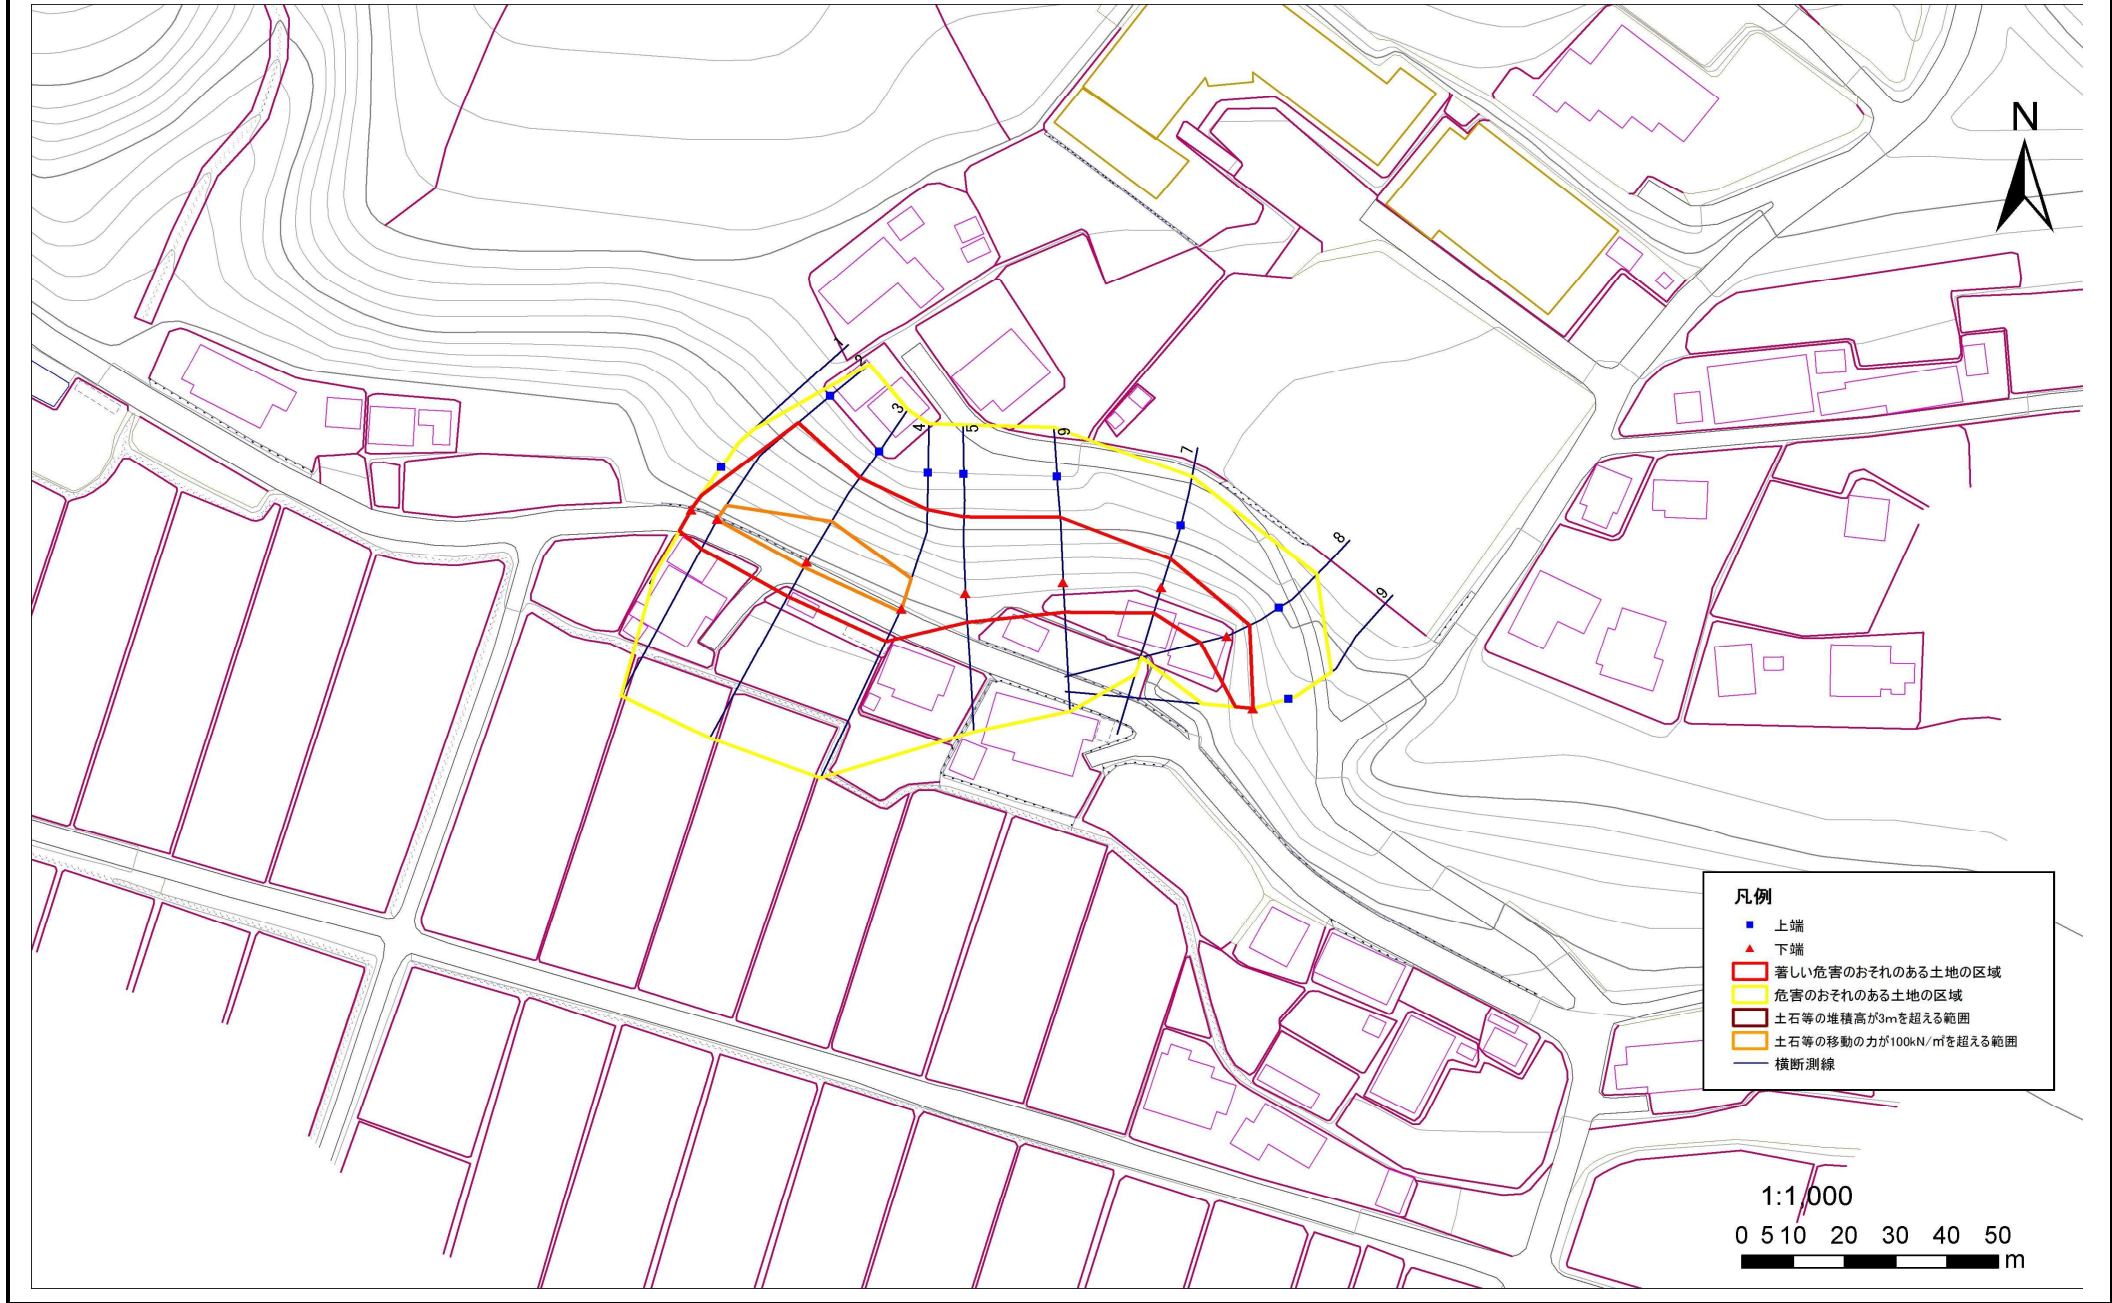 N
1
2
3
4
5
6
7
8
9
凡例
上端
下端
著しい危害のおそれのある土地の区域
危害のおそれのある土地の区域
土石等の堆積高が3mを超える範囲
土石等の移動の力が100kN/㎡を超える範囲
横断測線
1:1,000
0 5 10 20 30 40 50
m